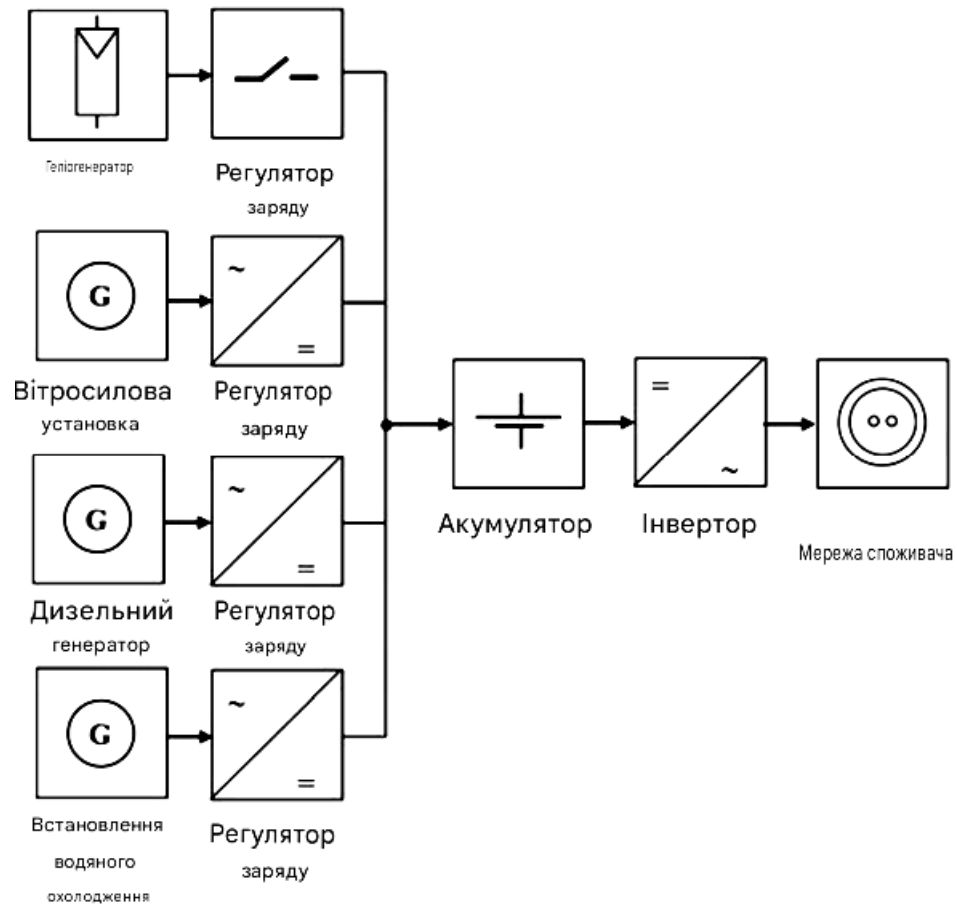 Геліогенератор
Регулятор
заряду
G
~
=
Вітросилова
установка
Регулятор
заряду
=
~
Акумулятор
Інвертор
Мережа споживача
G
~
=
Дизельний
генератор
Регулятор
заряду
G
~
=
Встановлення
водяного
охолодження
Регулятор
заряду